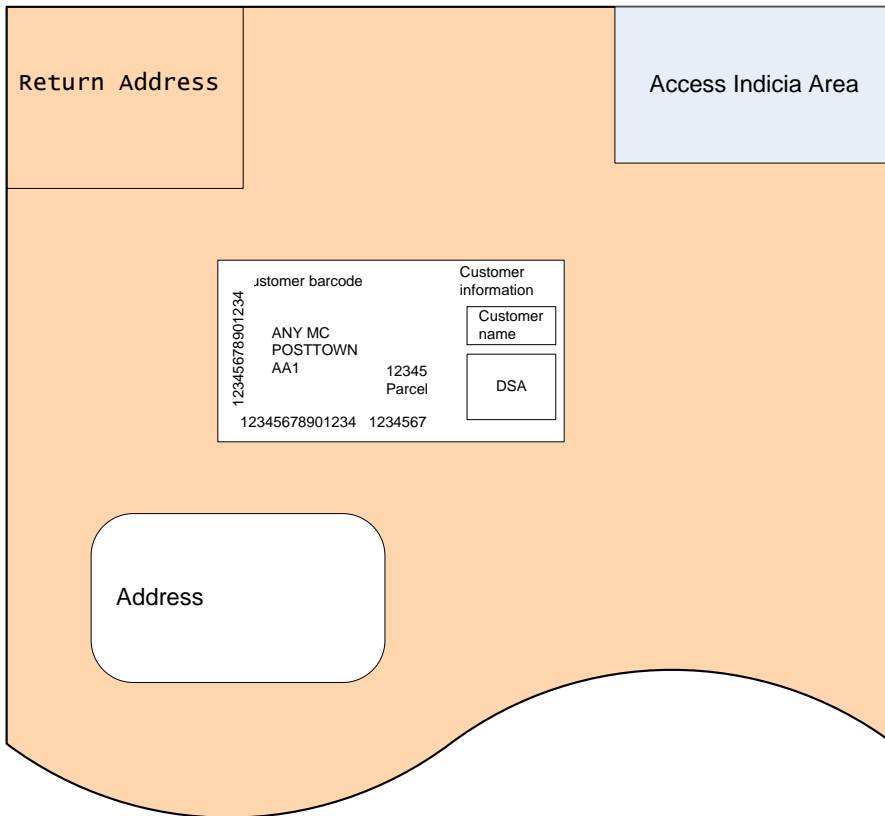 Return Address
Access Indicia Area
ustomer barcode
Customer
information
12345678901234
Customer
name
ANY MC
POSTTOWN
AA1
12345
Parcel
DSA
12345678901234 1234567
Address